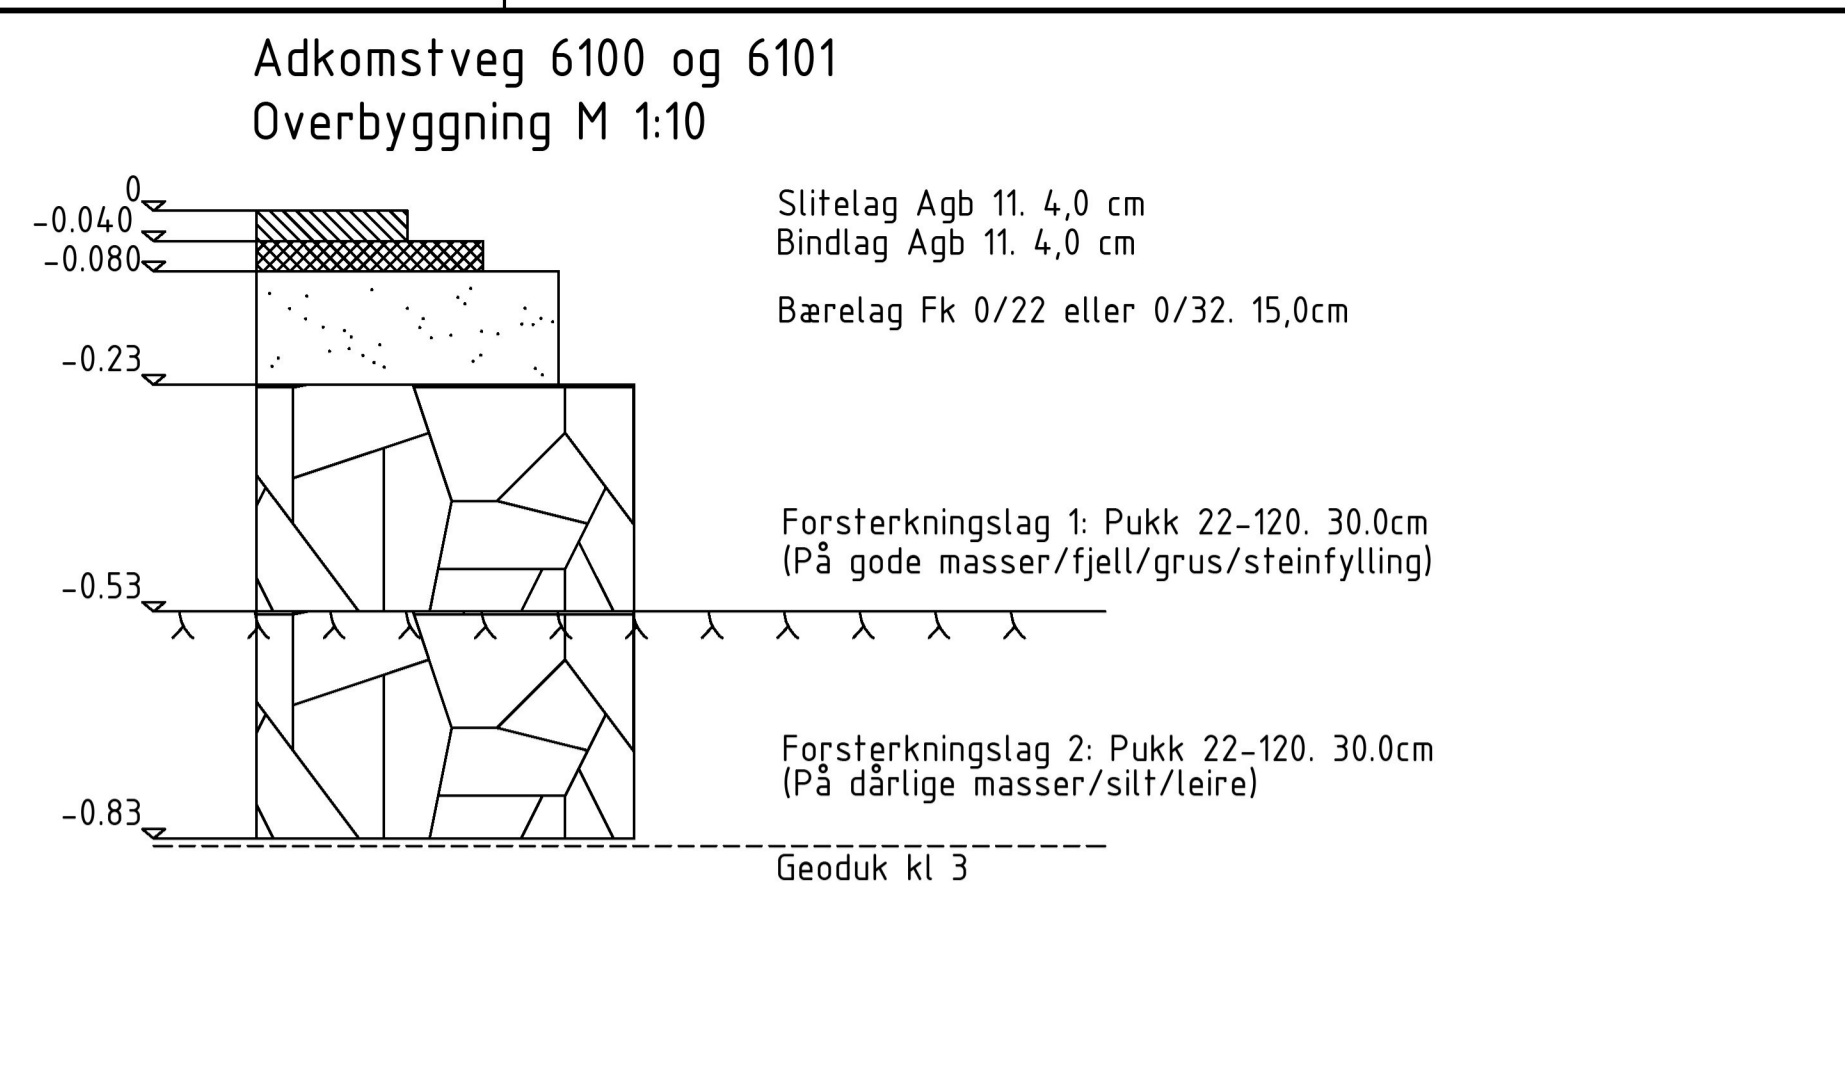 Adkomstveg 6100 og 6101
Overbyggning M 1:10
0
-0.040
-0.080
-0.23
-0.53
-0.83
Slitelag Agb 11. 4,0 cm
Bindlag Agb 11. 4,0 cm
Bærelag Fk 0/22 eller 0/32. 15,0cm
Forsterkningslag 1: Pukk 22-120. 30.0cm
(På gode masser/fjell/grus/steinfylling)
Forsterkningslag 2: Pukk 22-120. 30.0cm
(På dårlige masser/silt/leire)
Geoduk kl 3